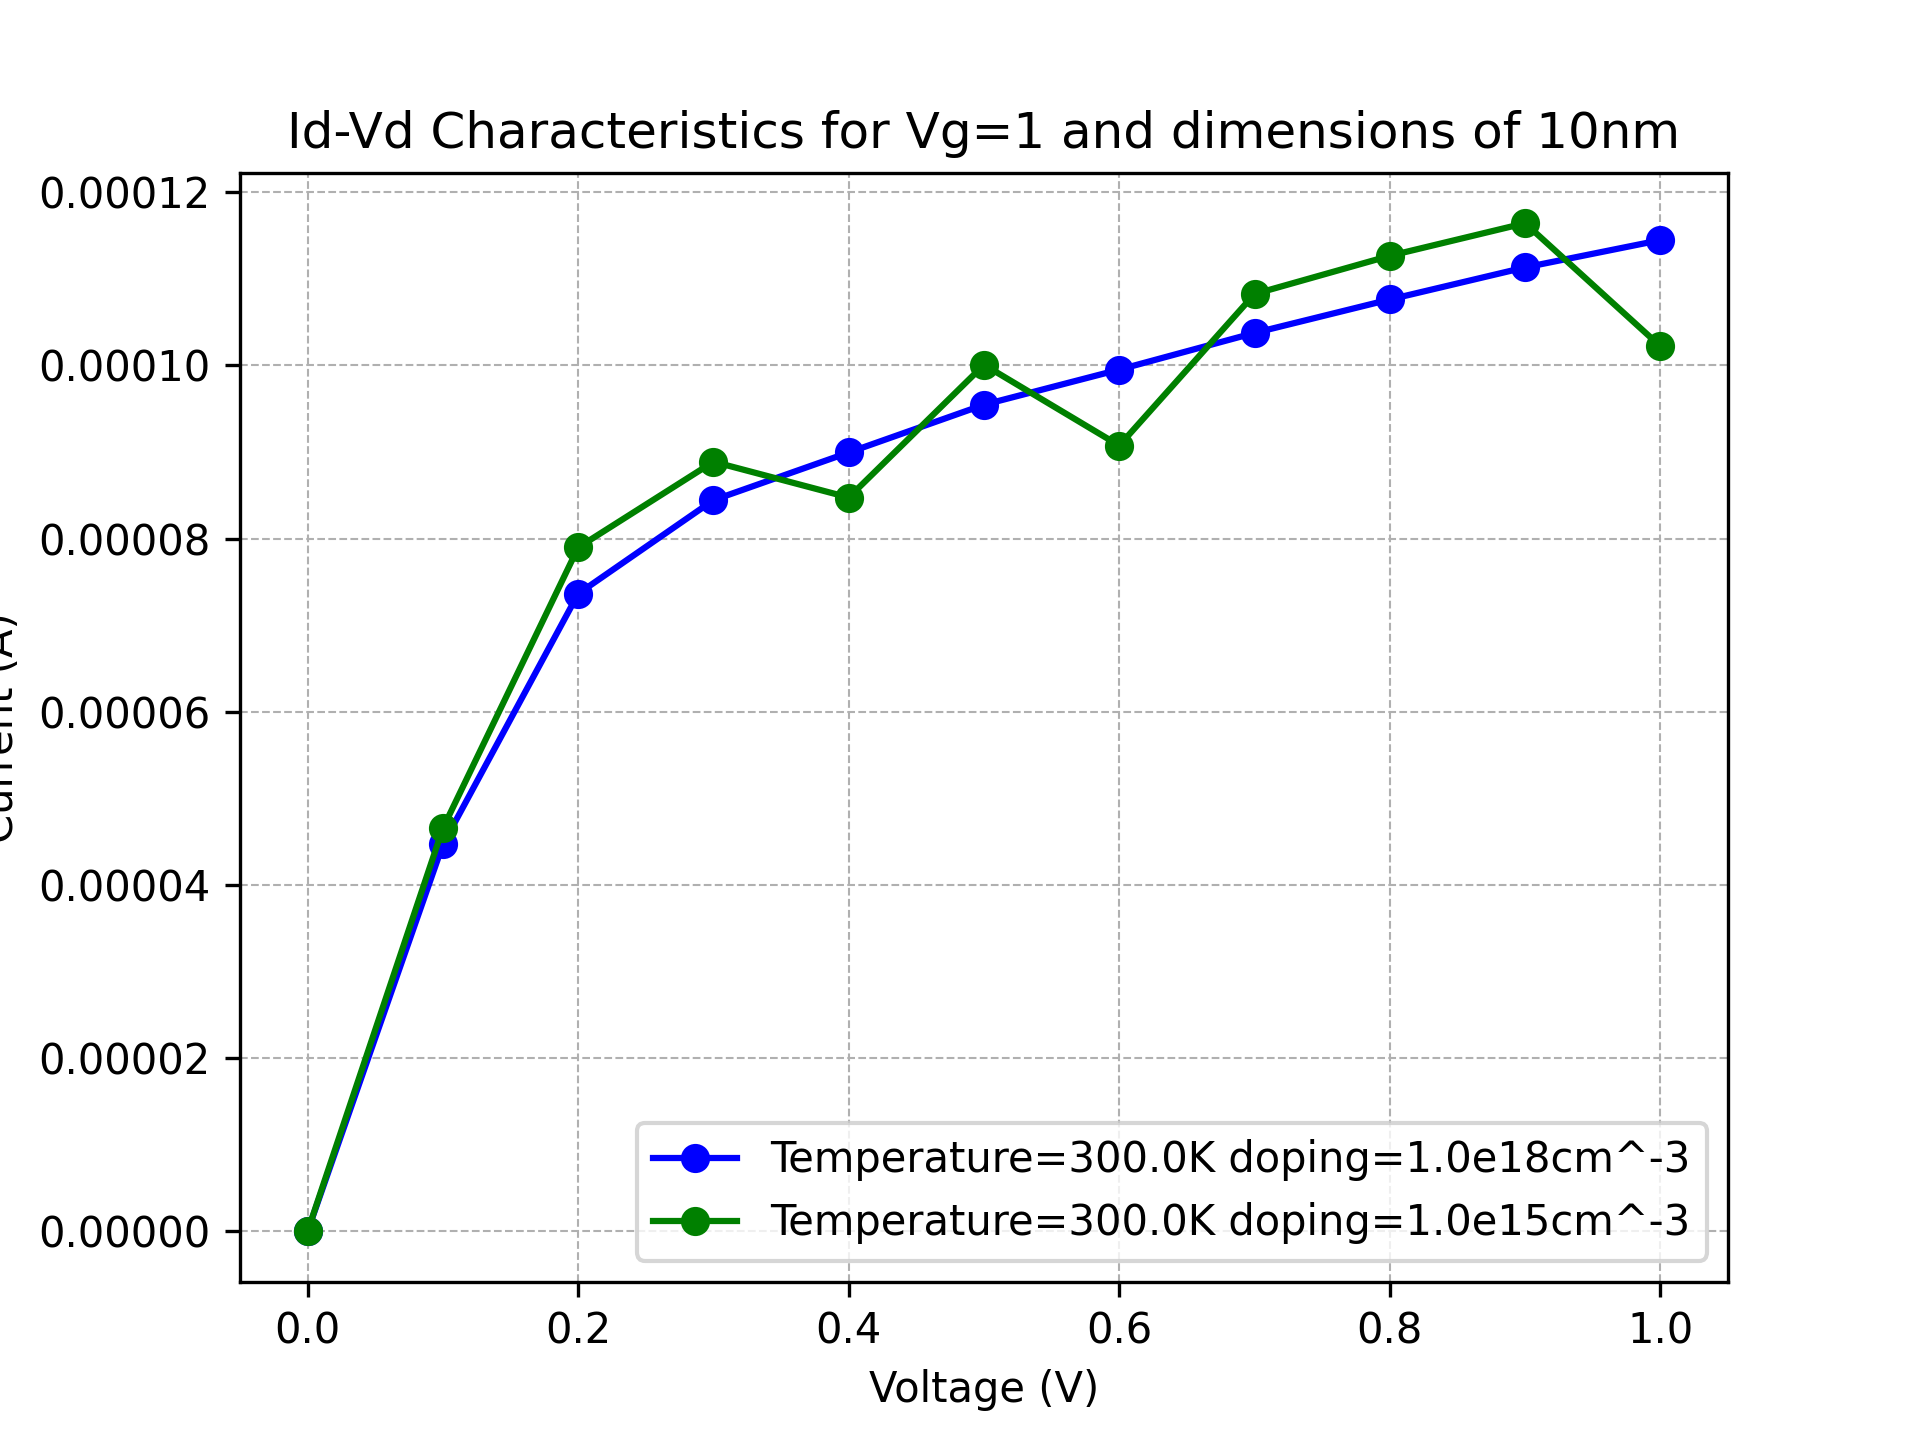 Id-Vd Characteristics for Vg=1 and dimensions of 10nm
0.00012
0.00010
0.00008
0.00006
0.00004
0.00002
0.00000
Current (A)
Temperature=300.0K doping=1.0e18cm^-3
Temperature=300.0K doping=1.0e15cm^-3
0.0 0.2 0.4 0.6 0.8 1.0
Voltage (V)